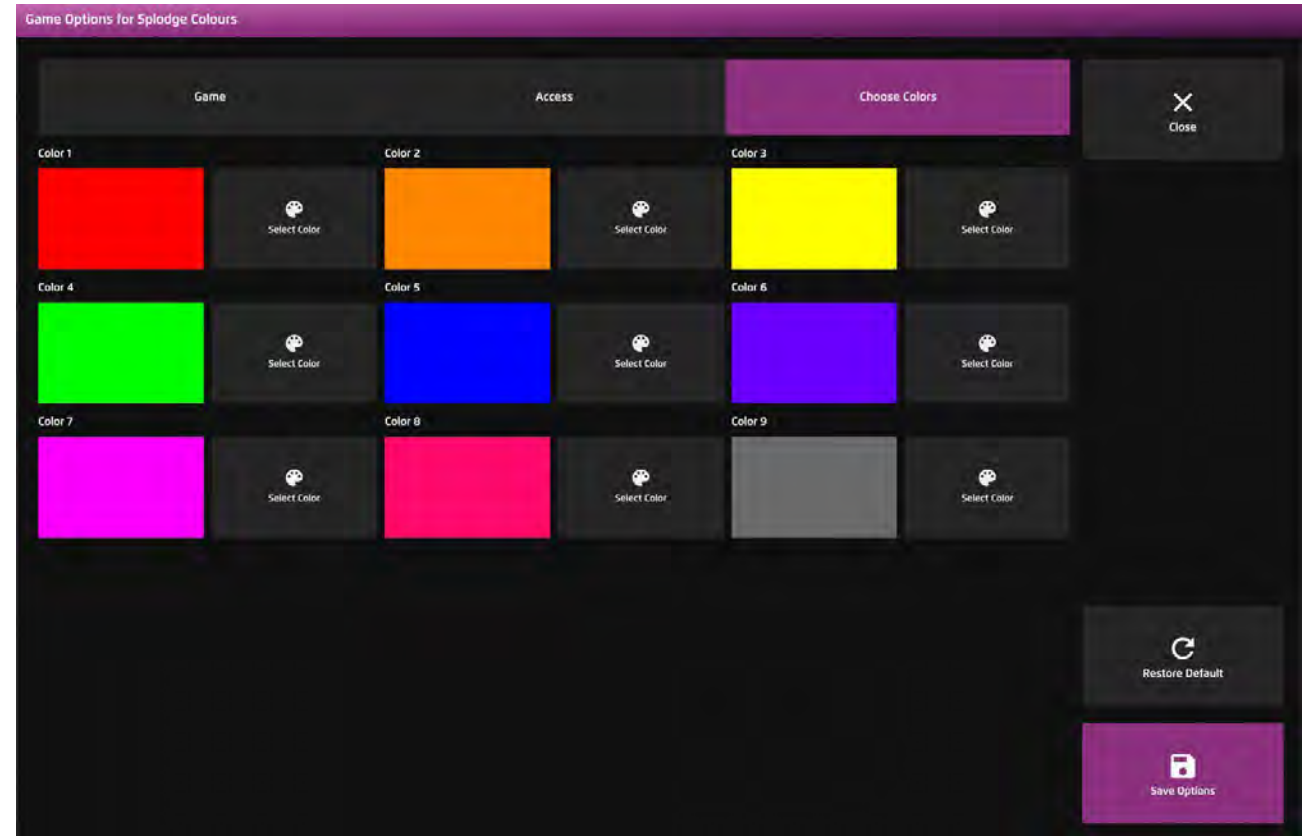 Game Options for Splodge Colours
Game
Access
Choose Colors
Close
Color 1
Color 2
Color 3
Select Color
Select Color
Select Color
Color 4
Color 5
Color 6
Select Color
Select Color
Select Color
Color 7
Color 8
Color 9
Select Color
Select Color
Select Color
Restore Default
Save Options